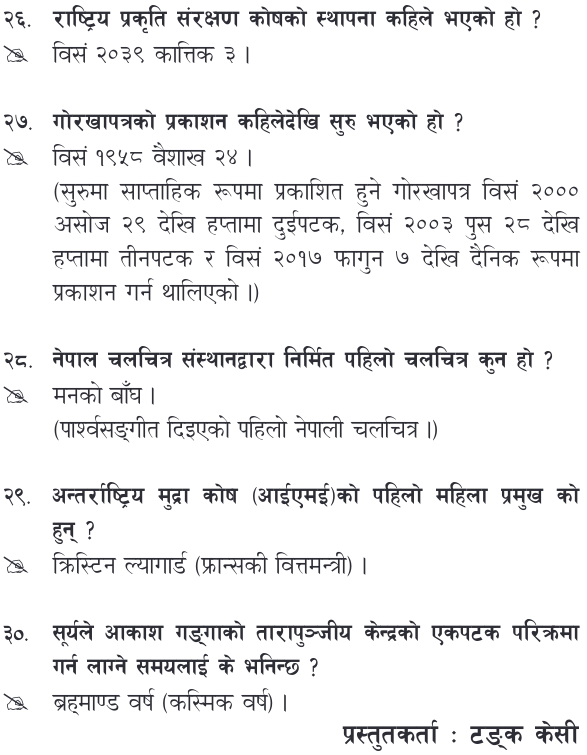 २६. राष्ट्रिय प्रकृति संरक्षण कोषको स्थापना कहिले भएको हो ?
विसं २०३९ कात्तिक ३ ।
२७. गोरखापत्रको प्रकाशन कहिलेदेखि सुरु भएको हो ?
विसं १९५८ वैशाख २४ ।
(सुरुमा साप्ताहिक रूपमा प्रकाशित हुने गोरखापत्र विसं २०००
असोज २९ देखि हप्तामा दुईपटक, विसं २००३ पुस २८ देखि
हप्तामा तीनपटक र विसं २०१७ फागुन ७ देखि दैनिक रूपमा
प्रकाशन गर्न थालिएको ।)
२८. नेपाल चलचित्र संस्थानद्वारा निर्मित पहिलो चलचित्र कुन हो ?
मनको बाँध ।
(पार्श्वसङ्गीत दिइएको पहिलो नेपाली चलचित्र ।)
२९. अन्तर्राष्ट्रिय मुद्रा कोष (आईएमई)को पहिलो महिला प्रमुख को
हुन् ?
क्रिस्टिन ल्यागार्ड (फ्रान्सकी वित्तमन्त्री) ।
३०. सूर्यले आकाश गङ्गाको तारापुञ्जीय केन्द्रको एकपटक परिक्रमा
गर्न लाग्ने समयलाई के भनिन्छ ?
ब्रह्माण्ड वर्ष (कस्मिक वर्ष) ।
प्रस्तुतकर्ता : टङ्क केसी